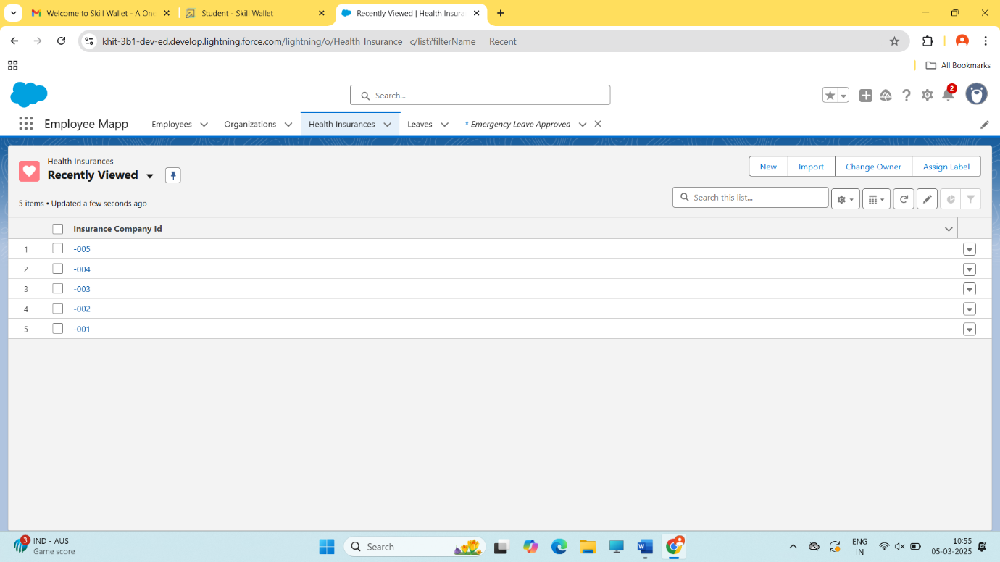 Welcome to Skill Wallet - A One
Student - Skill Wallet
Recently Viewed | Health Insura
khit-3b1-dev-ed.develop.lightning.force.com/lightning/o/Health_Insurance__c/list?filterName=__Recent
All Bookmarks
Search...
2
Employee Mapp
Employees
Organizations
Health Insurances
Leaves
* Emergency Leave Approved
Health Insurances
Recently Viewed
New
Import
Change Owner
Assign Label
5 items • Updated a few seconds ago
Search this list...
Insurance Company Id
1 -005
2 -004
3 -003
4 -002
5 -001
3
IND - AUS
Game score
Search
ENG
IN
10:55
05-03-2025